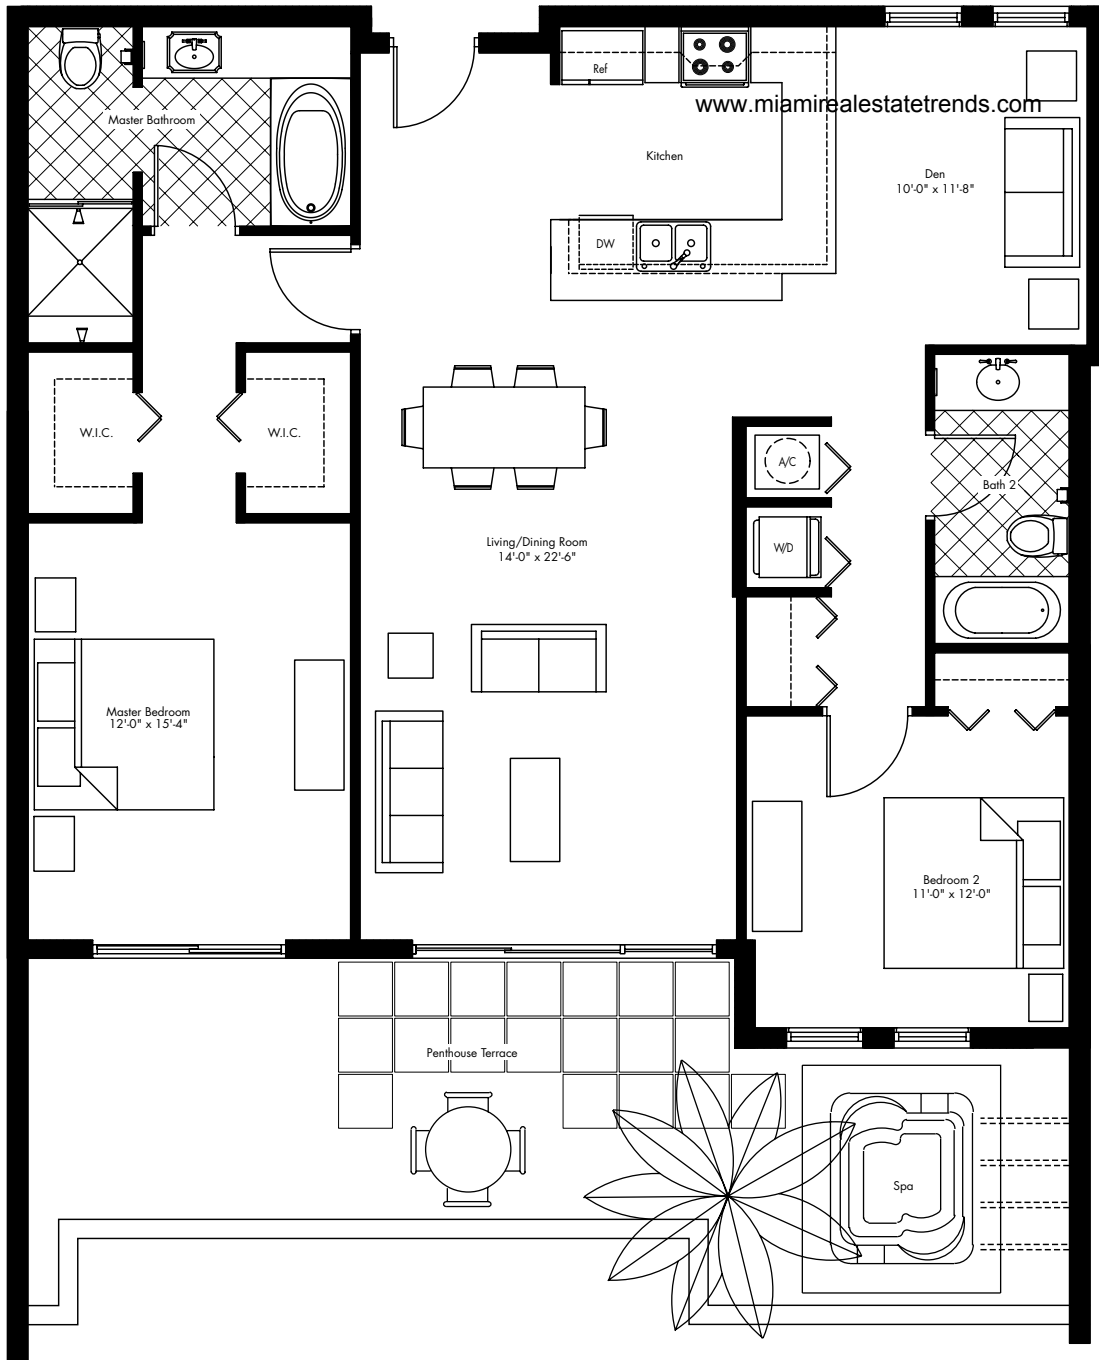 Ref
www.miamirealestatetrends.com
Master Bathroom
Kitchen
Den
10'-0" x 11'-8"
DW
W.I.C.
W.I.C.
A/C
Bath 2
Living/Dining Room
14'-0" x 22'-6"
W/D
Master Bedroom
12'-0" x 15'-4"
Bedroom 2
11'-0" x 12'-0"
Penthouse Terrace
Spa